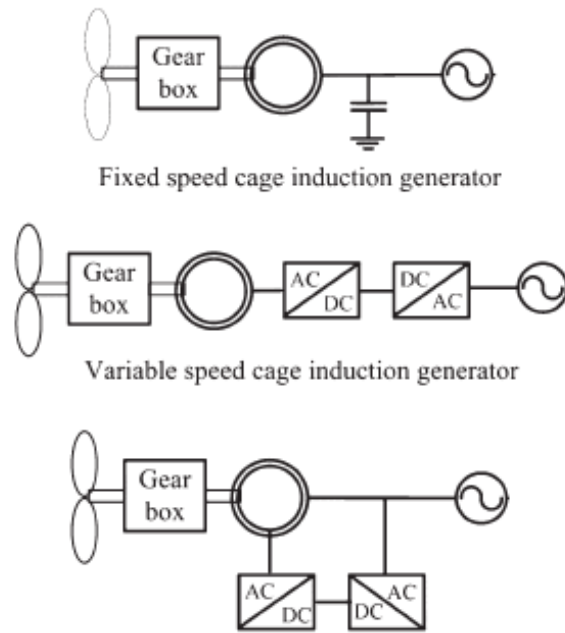 Gear
box
Fixed speed cage induction generator
Gear
box
AC
DC
DC
AC
Variable speed cage induction generator
Gear
box
AC
DC
AC
DC